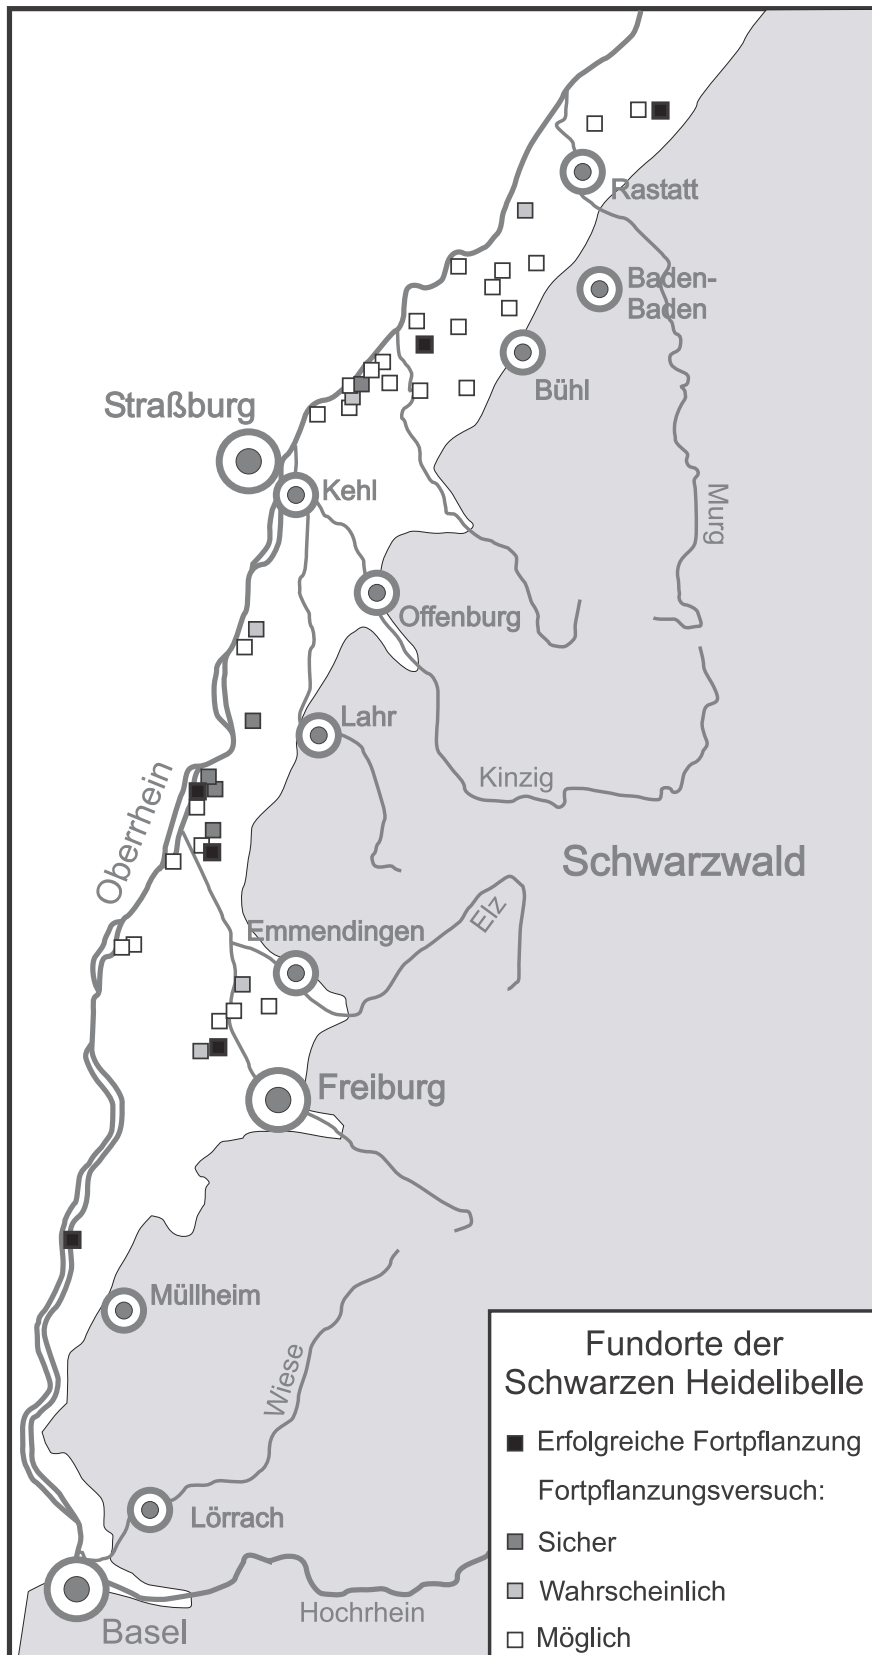 Rastatt
Baden-
Baden
Bühl
Straßburg
Kehl
Murg
Offenburg
Lahr
Kinzig
Oberrhein
Schwarzwald
Elz
Emmendingen
Freiburg
Müllheim
Wiese
Lörrach
Hochrhein
Basel
Fundorte der
Schwarzen Heidelibelle
Erfolgreiche Fortpflanzung
Fortpflanzungsversuch:
Sicher
Wahrscheinlich
Möglich